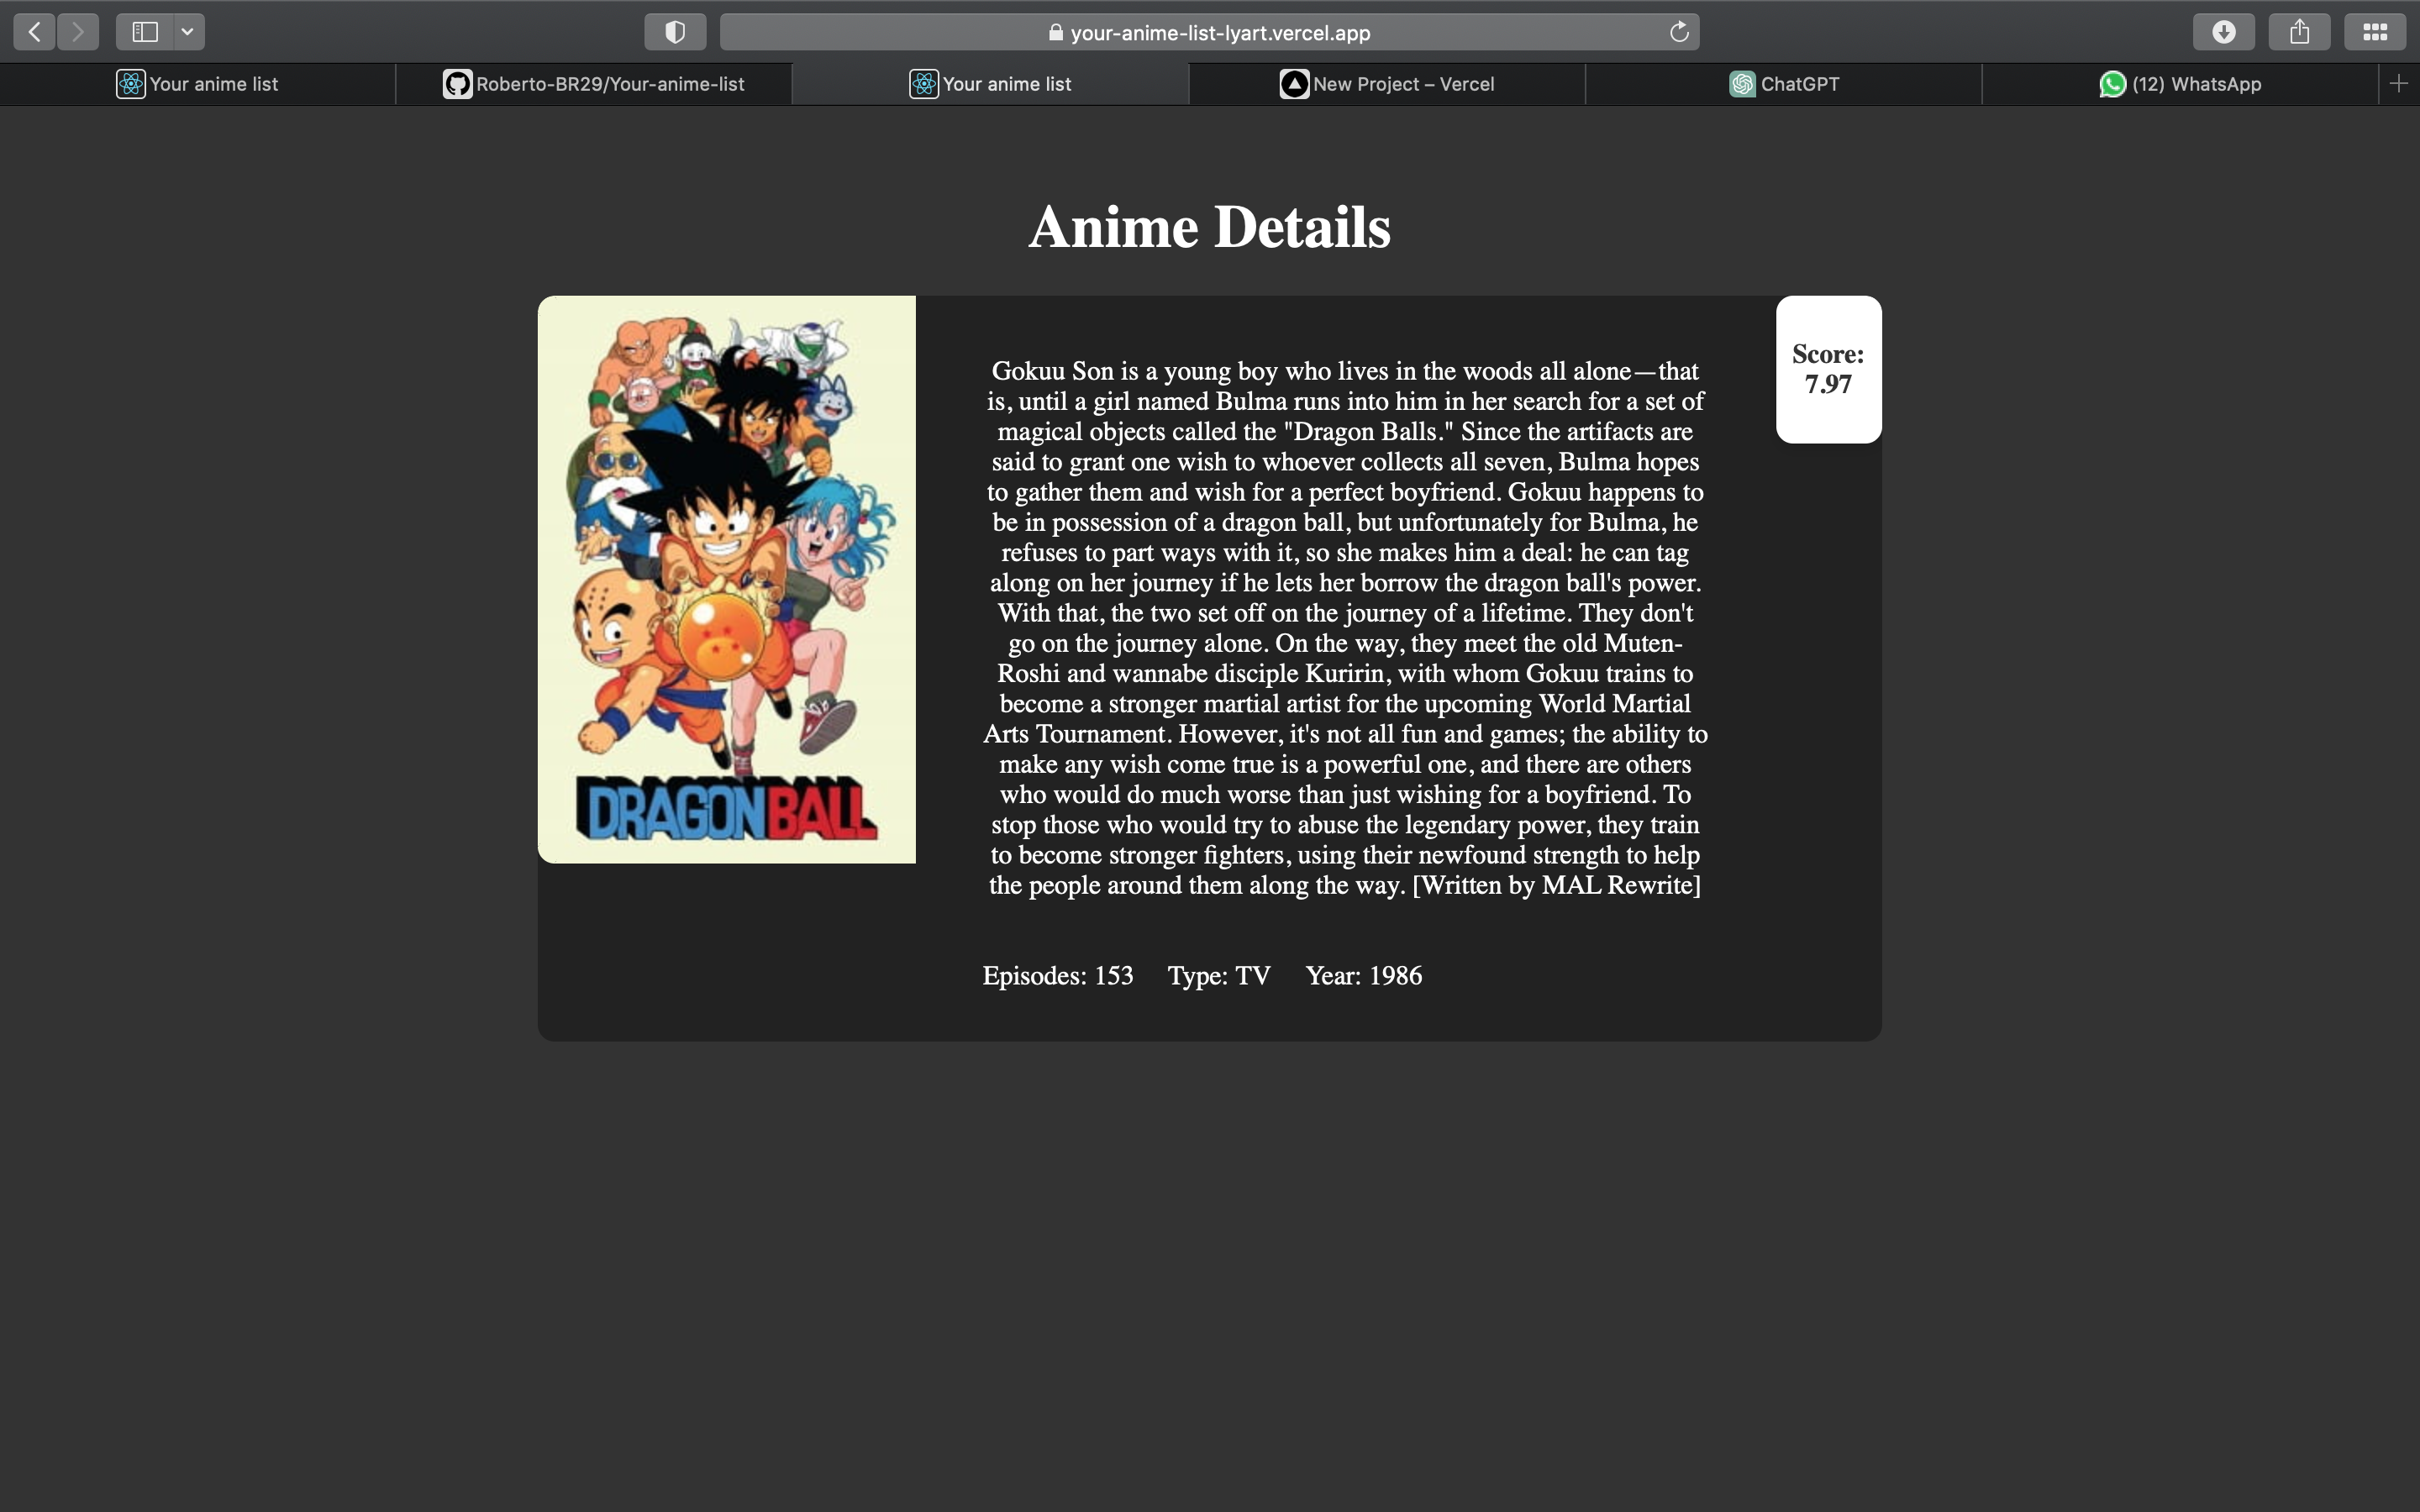 your-anime-list-lyart.vercel.app
Your anime list
Roberto-BR29/Your-anime-list
Your anime list
New Project – Vercel
ChatGPT
(12) WhatsApp
Anime Details
Score:
7.97
Gokuu Son is a young boy who lives in the woods all alone—that
is, until a girl named Bulma runs into him in her search for a set of
magical objects called the "Dragon Balls." Since the artifacts are
said to grant one wish to whoever collects all seven, Bulma hopes
to gather them and wish for a perfect boyfriend. Gokuu happens to
be in possession of a dragon ball, but unfortunately for Bulma, he
refuses to part ways with it, so she makes him a deal: he can tag
along on her journey if he lets her borrow the dragon ball's power.
With that, the two set off on the journey of a lifetime. They don't
go on the journey alone. On the way, they meet the old Muten-
Roshi and wannabe disciple Kuririn, with whom Gokuu trains to
become a stronger martial artist for the upcoming World Martial
Arts Tournament. However, it's not all fun and games; the ability to
make any wish come true is a powerful one, and there are others
who would do much worse than just wishing for a boyfriend. To
stop those who would try to abuse the legendary power, they train
to become stronger fighters, using their newfound strength to help
the people around them along the way. [Written by MAL Rewrite]
DRAGONBALL
Episodes: 153 Type: TV Year: 1986